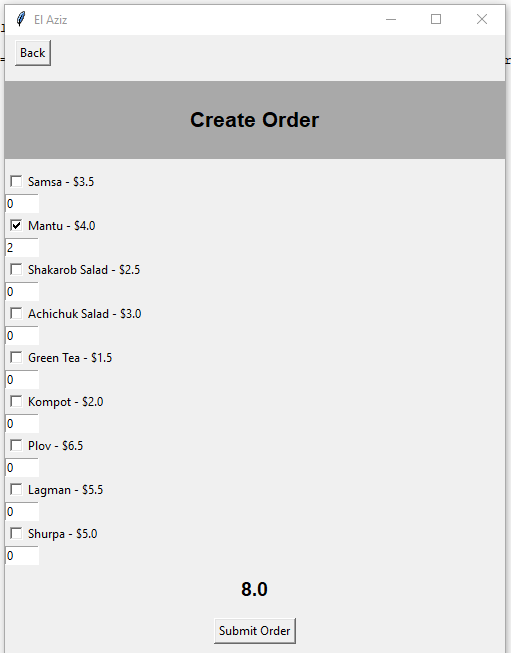 El Aziz
Back
Create Order
Samsa - $3.5
0
Mantu - $4.0
2
Shakarob Salad - $2.5
0
Achichuk Salad - $3.0
0
Green Tea - $1.5
0
Kompot - $2.0
0
Plov - $6.5
0
Lagman - $5.5
0
Shurpa - $5.0
0
8.0
Submit Order